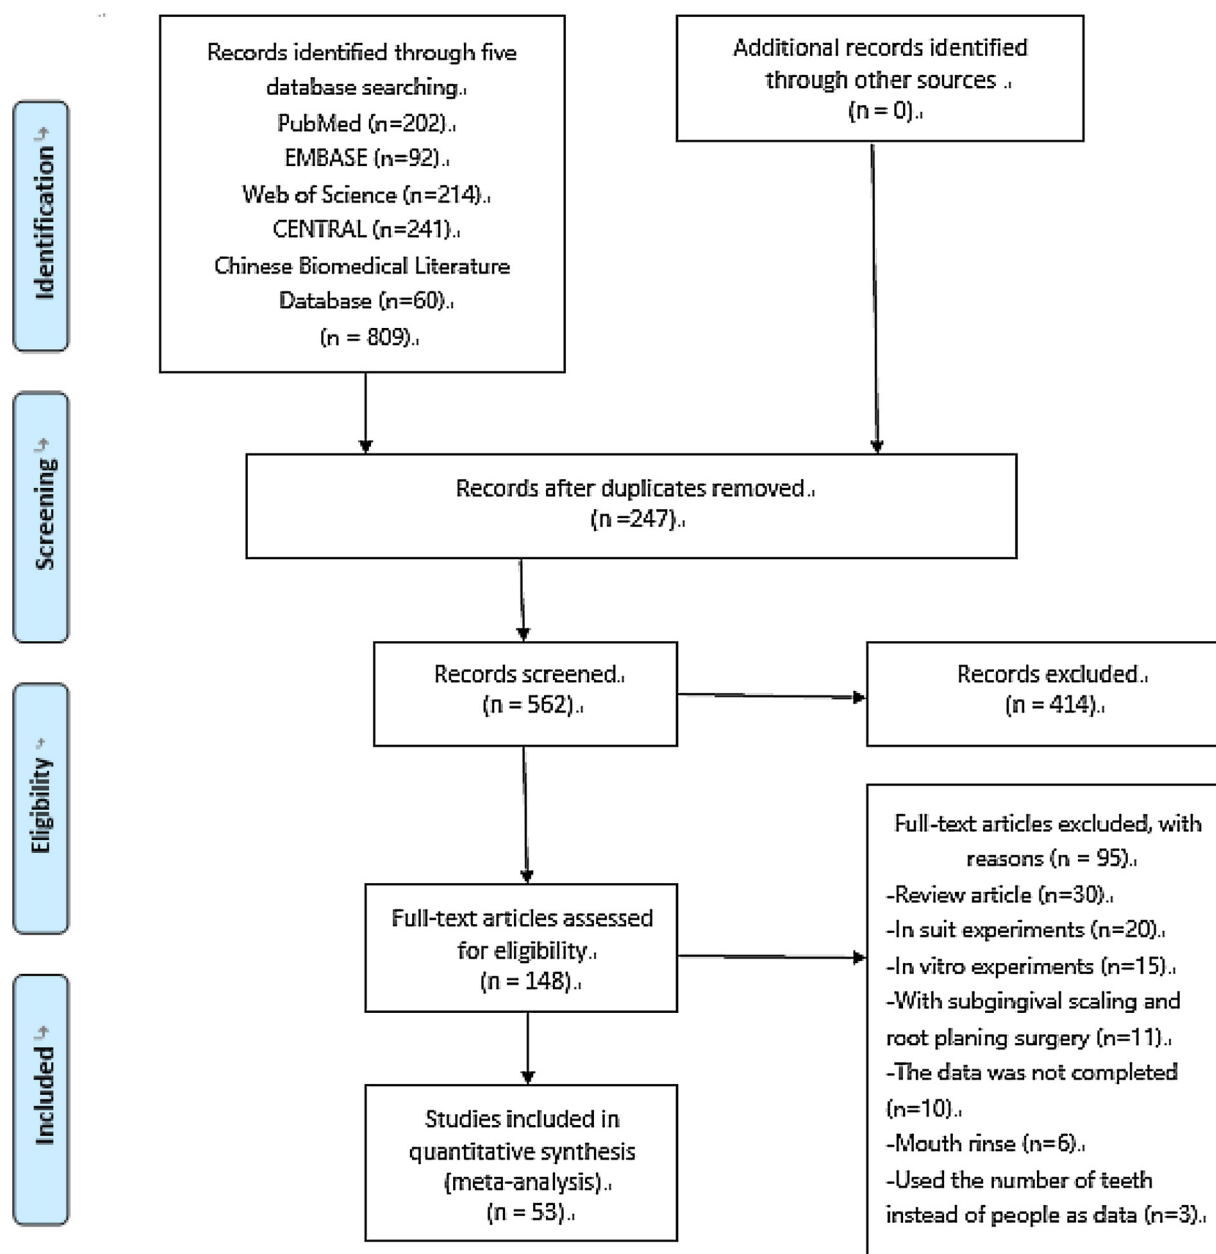 Records identified through five
database searching.
PubMed (n=202).
EMBASE (n=92).
Web of Science (n=214).
CENTRAL (n=241).
Chinese Biomedical Literature
Database (n=60).
(n = 809).
Additional records identified
through other sources .
(n = 0).
Identification
Records after duplicates removed.
(n =247).
Screening
Records screened.
(n = 562).
Records excluded.
(n = 414).
Eligibility
Full-text articles assessed
for eligibility.
(n = 148).
Full-text articles excluded, with
reasons (n = 95).
-Review article (n=30).
-In suit experiments (n=20).
-In vitro experiments (n=15).
-With subgingival scaling and
root planing surgery (n=11).
-The data was not completed
(n=10).
-Mouth rinse (n=6).
-Used the number of teeth
instead of people as data (n=3).
Included
Studies included in
quantitative synthesis
(meta-analysis).
(n = 53).